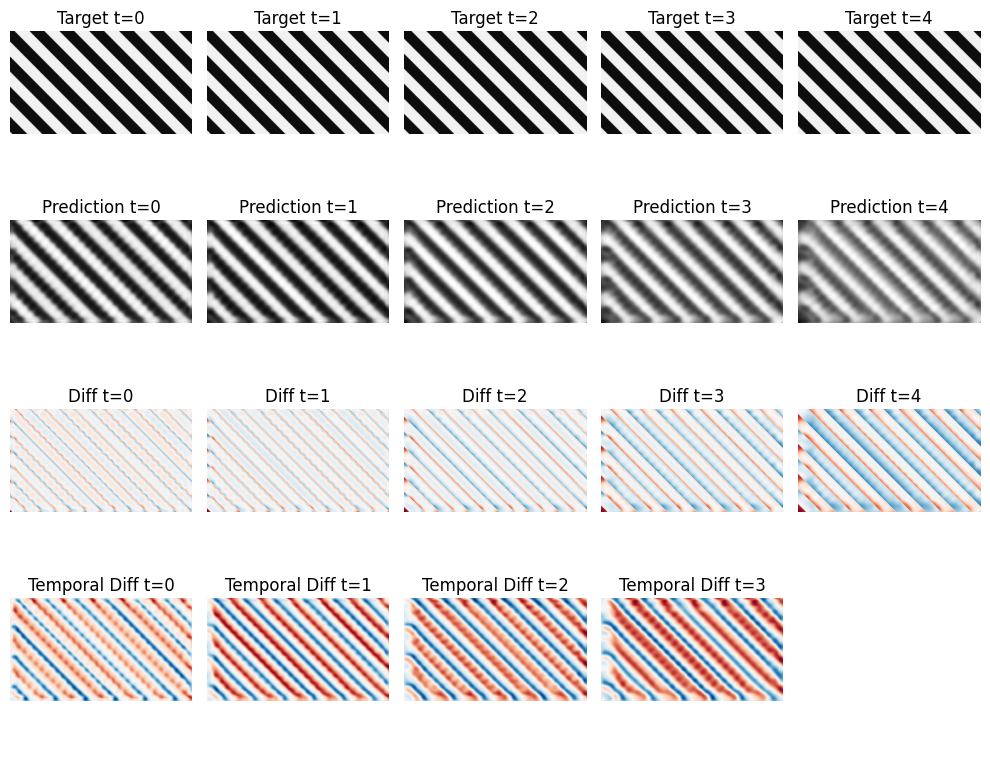 Target t=0 Target t=1 Target t=2 Target t=3 Target t=4
Prediction t=0 Prediction t=1 Prediction t=2 Prediction t=3 Prediction t=4
Diff t=0 Diff t=1 Diff t=2 Diff t=3 Diff t=4
Temporal Diff t=0 Temporal Diff t=1 Temporal Diff t=2 Temporal Diff t=3